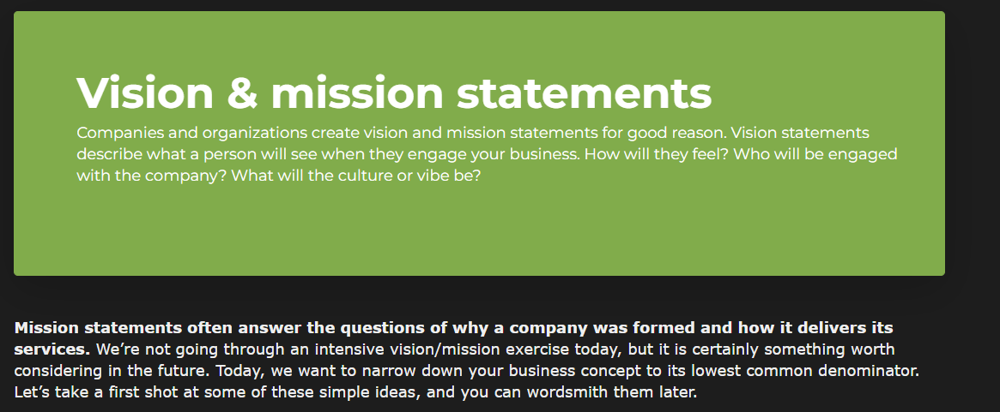 Vision & mission statements
Companies and organizations create vision and mission statements for good reason. Vision statements
describe what a person will see when they engage your business. How will they feel? Who will be engaged
with the company? What will the culture or vibe be?
Mission statements often answer the questions of why a company was formed and how it delivers its
services. We’re not going through an intensive vision/mission exercise today, but it is certainly something worth
considering in the future. Today, we want to narrow down your business concept to its lowest common denominator.
Let’s take a first shot at some of these simple ideas, and you can wordsmith them later.